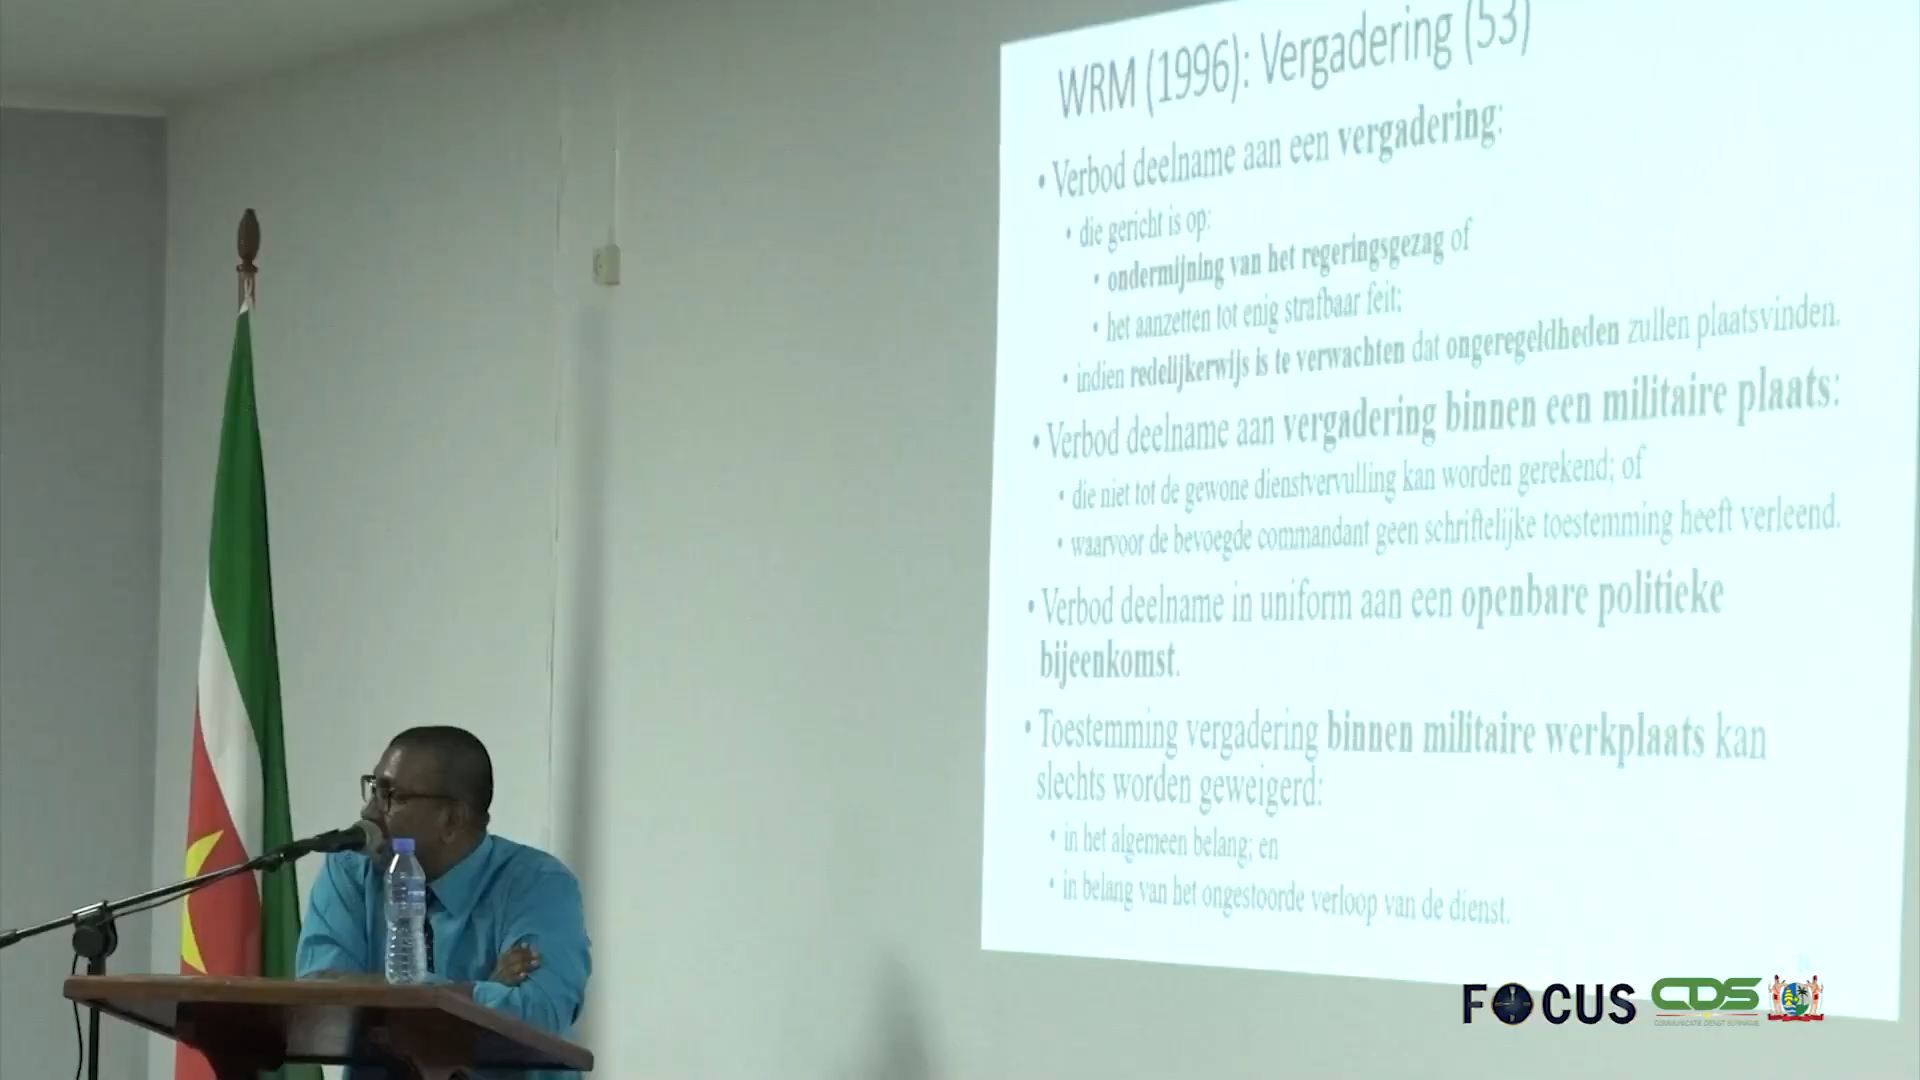 WRM (1996): Vergadering (53)
• Verbod deelname aan een vergadering:
• die gericht is op:
• ondermijning van het regeringsgezag of
• het aanzetten tot enig strafbaar feit;
• indien redelijkerwijs is te verwachten dat ongeregeldheden zullen plaatsvinden.
• Verbod deelname aan vergadering binnen een militaire plaats:
• die niet tot de gewone dienstvervulling kan worden gerekend; of
• waarvoor de bevoegde commandant geen schriftelijke toestemming heeft verleend.
• Verbod deelname in uniform aan een openbare politieke
bijeenkomst.
• Toestemming vergadering binnen militaire werkplaats kan
slechts worden geweigerd:
• in het algemeen belang; en
• in belang van het ongestoorde verloop van de dienst.
FOCUS CDS
COMMUNICATIE DIENST SURINAME